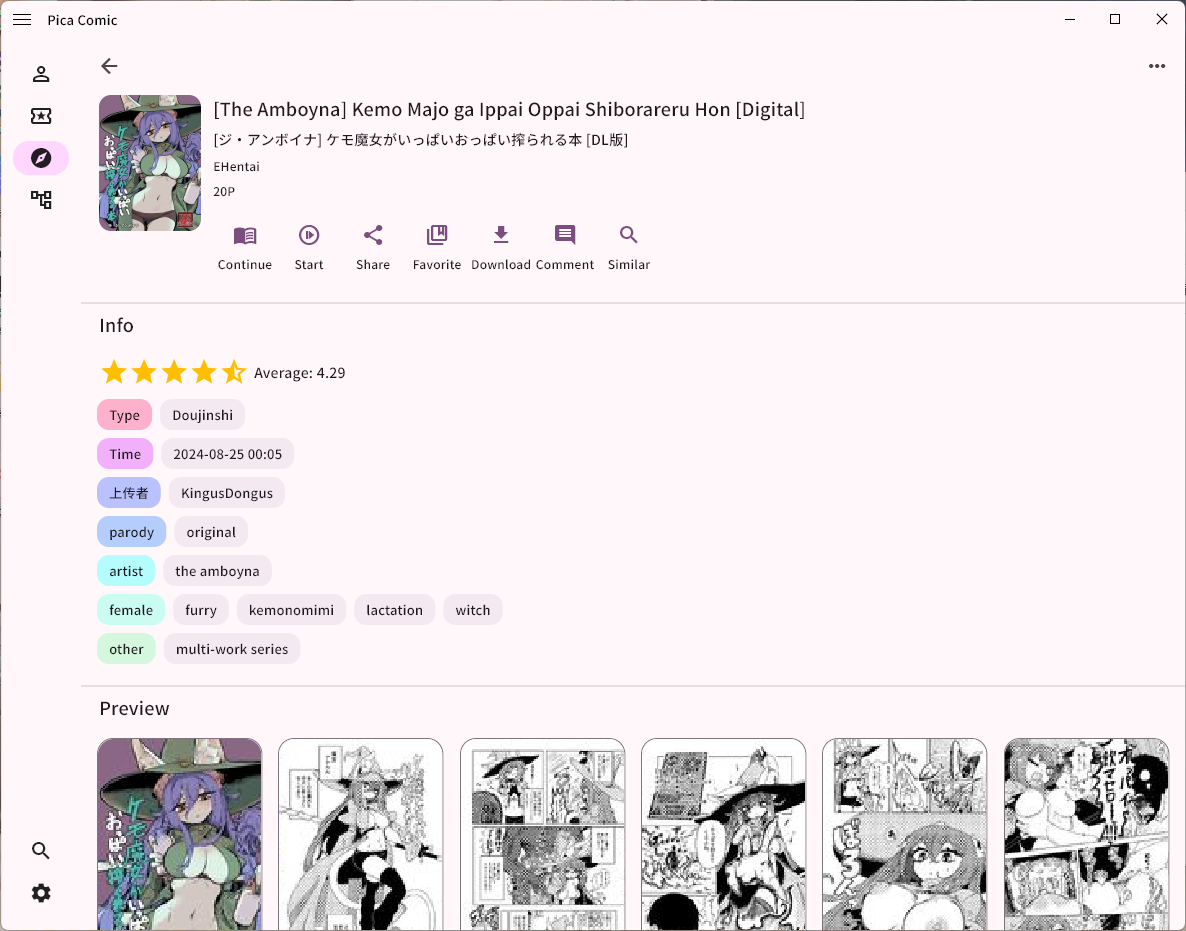 Pica Comic
[The Amboyna] Kemo Majo ga Ippai Oppai Shiborareru Hon [Digital]
[ジ・アンボイナ] ケモ魔女がいっぱいおっぱい搾られる本 [DL版]
EHentai
20P
Continue
Start
Share
Favorite
Download
Comment
Similar
Info
Average: 4.29
Type
Doujinshi
Time
2024-08-25 00:05
上传者
KingusDongus
parody
original
artist
the amboyna
female
furry
kemonomimi
lactation
witch
other
multi-work series
Preview